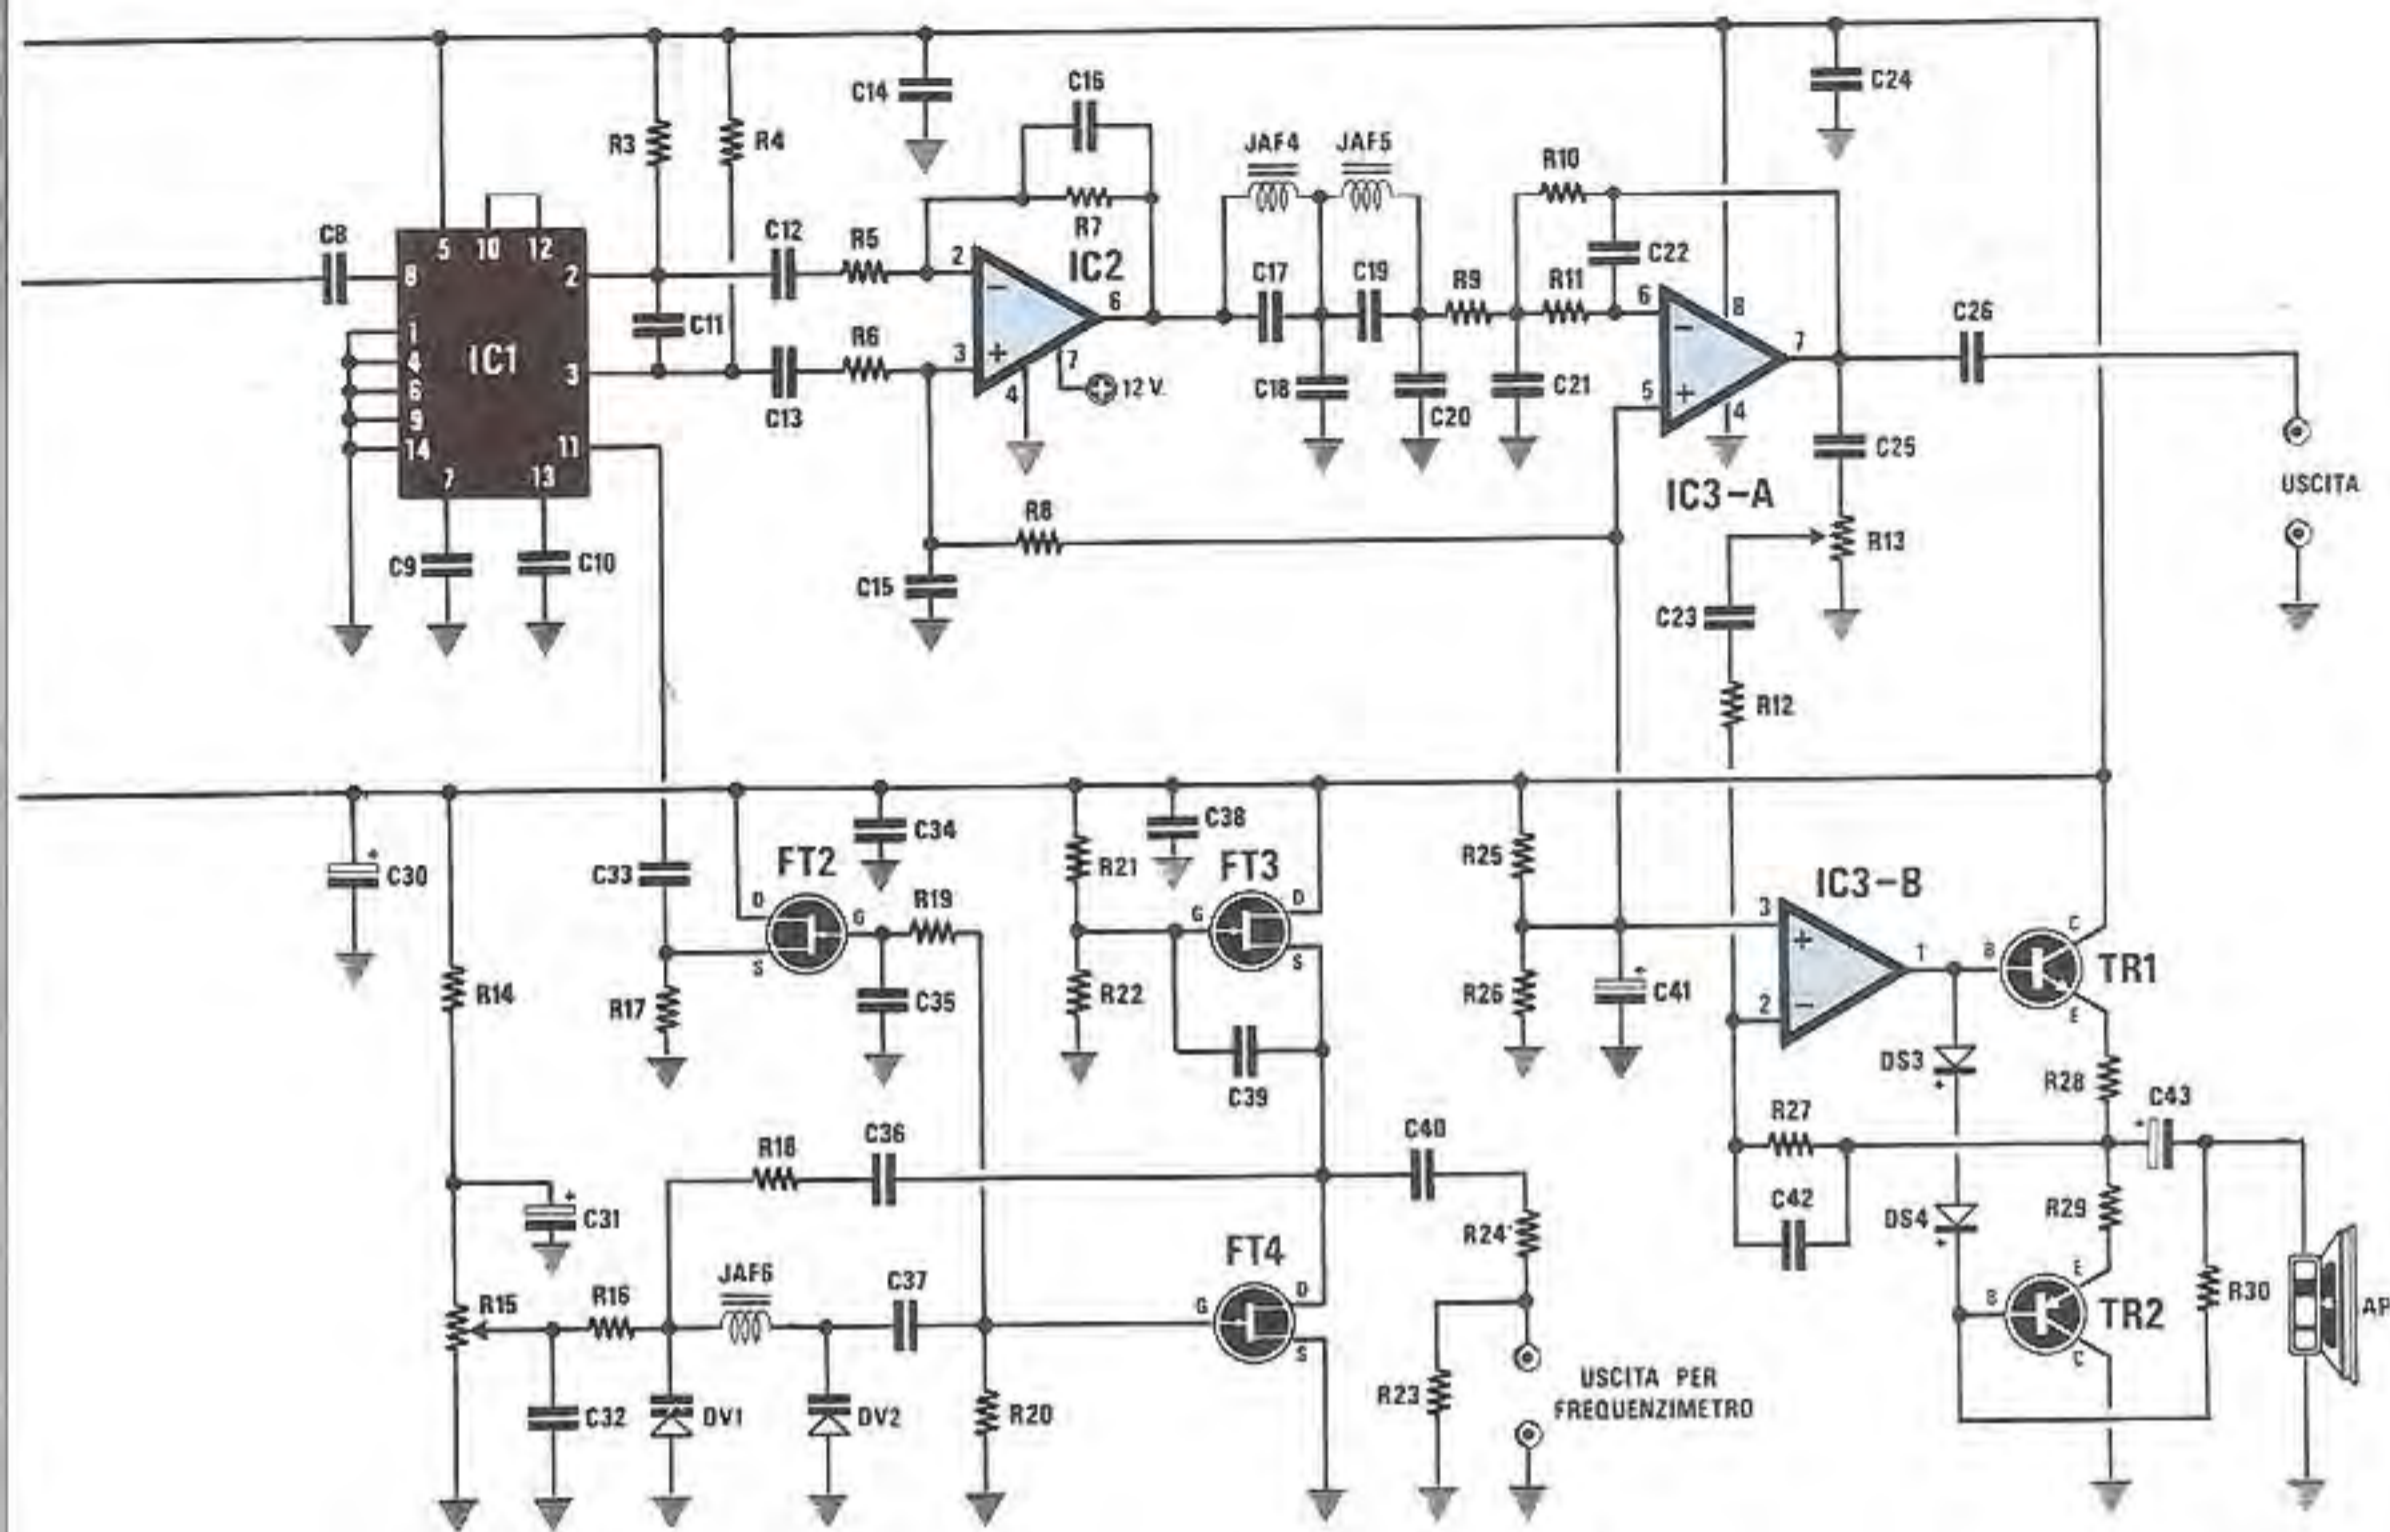 C24
C14
C16
R3
R4
JAF4
JAF5
R10
R7
C8
5
10
12
8
2
C12
R5
2
IC2
C17
C19
R9
R11
C22
6
−
6
8
C26
1
4
6
9
14
IC1
C11
3
R6
3
+
7
4
12 V.
C18
C20
C21
5
+
−
7
4
11
7
13
C13
C25
USCITA
IC3-A
R8
R13
C9
C10
C15
C23
R12
C30
R14
C33
FT2
D
G
S
C34
R19
R21
C38
FT3
G
D
S
R25
IC3-B
3
+
1
B
C
E
TR1
R17
C35
R22
R26
C41
+
2
−
DS3
+
R28
C39
R18
C36
C40
R27
C43
+
C31
+
R24
C42
DS4
+
R29
JAF6
R15
R16
C37
FT4
G
D
S
B
E
C
TR2
R30
AP
C32
DV1
DV2
R20
R23
USCITA PER
FREQUENZIMETRO